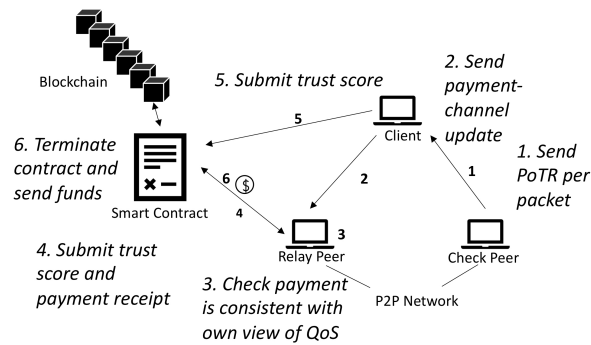 Blockchain
5. Submit trust score
2. Send
payment-
channel
update
5
Client
6. Terminate
contract and
send funds
1. Send
PoTR per
packet
Smart Contract
6
$
4
2
1
3
Relay Peer
Check Peer
4. Submit trust
score and
payment receipt
3. Check payment
is consistent with
own view of QoS
P2P Network